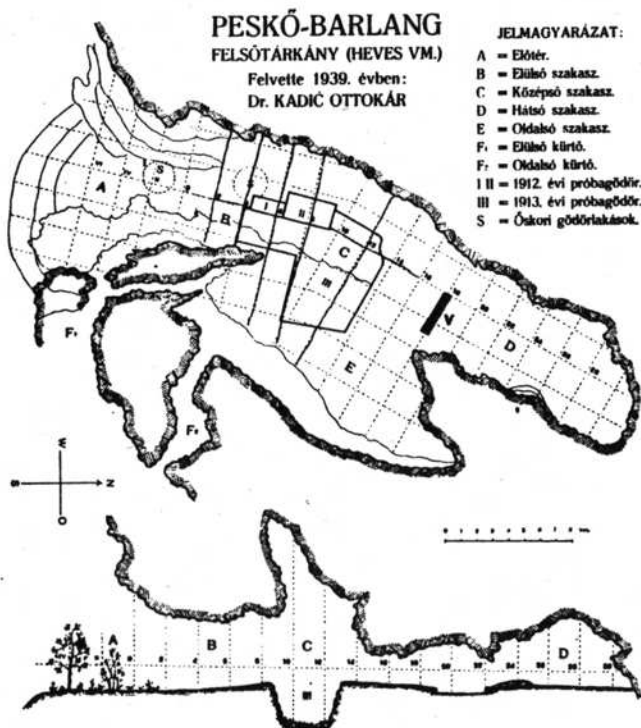 PESKŐ-BARLANG
FELSŐTÁRKÁNY (HEVES VM.)
Felvette 1939. évben:
Dr. KADIĆ OTTOKÁR
JELMAGYARÁZAT:
A = Előtér.
B = Elülső szakasz.
C = Középső szakasz.
D = Hátsó szakasz.
E = Oldalsó szakasz.
F₁ = Elülső kürtő.
F₂ = Oldalsó kürtő.
I II = 1912. évi próbagödör.
III = 1913. évi próbagödör.
S = Őskori gödörlakások.
A
S
S
B
I
II
C
III
V
D
E
F₁
F₂
W
S
N
O
A
B
C
D
III